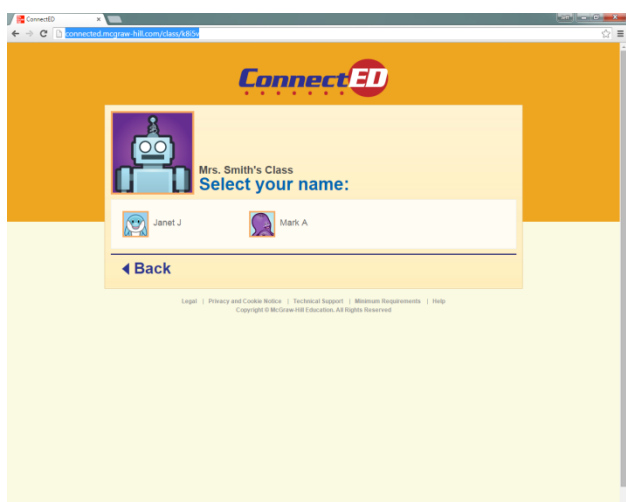 ConnectED
connected.mcgraw-hill.com/class/k8i5v
ConnectED
Mrs. Smith's Class
Select your name:
Janet J
Mark A
Back
Legal | Privacy and Cookie Notice | Technical Support | Minimum Requirements | Help
Copyright © McGraw-Hill Education. All Rights Reserved